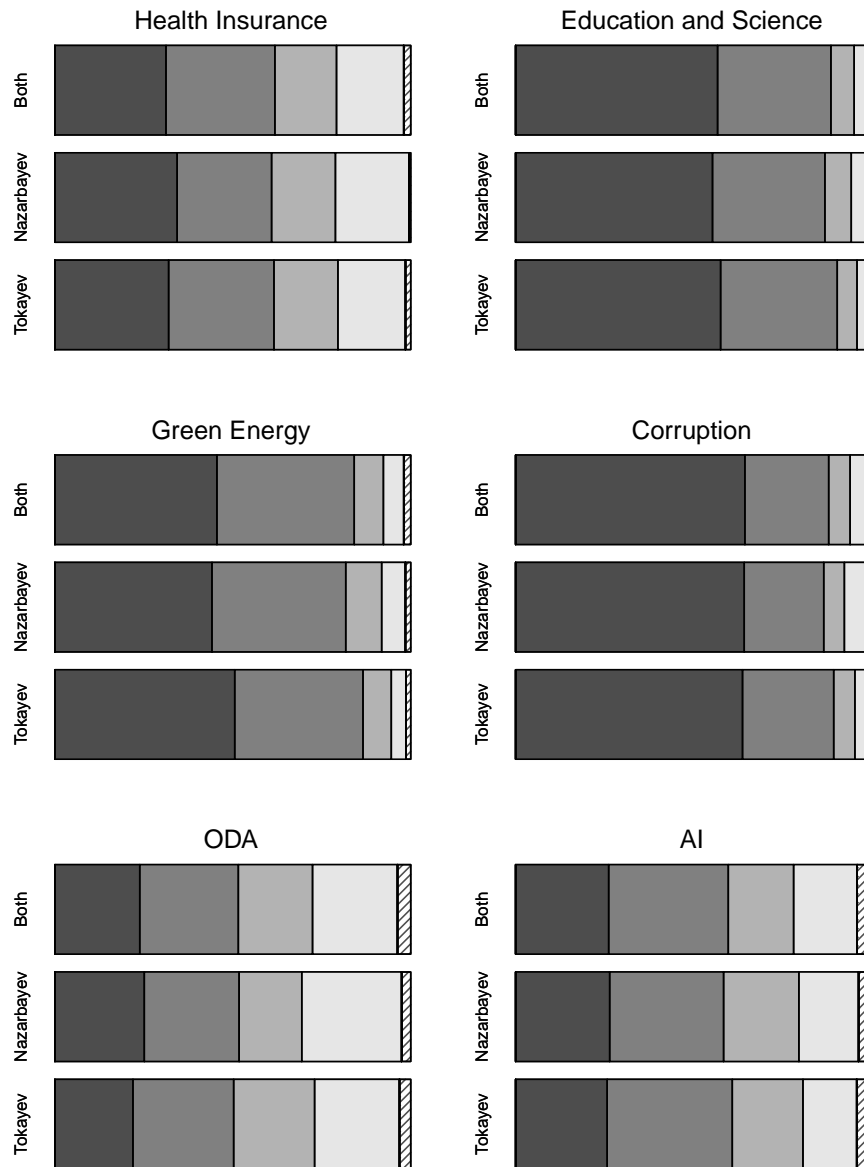 Health Insurance
Both
Nazarbayev
Tokayev
Education and Science
Both
Nazarbayev
Tokayev
Green Energy
Both
Nazarbayev
Tokayev
Corruption
Both
Nazarbayev
Tokayev
ODA
Both
Nazarbayev
Tokayev
AI
Both
Nazarbayev
Tokayev